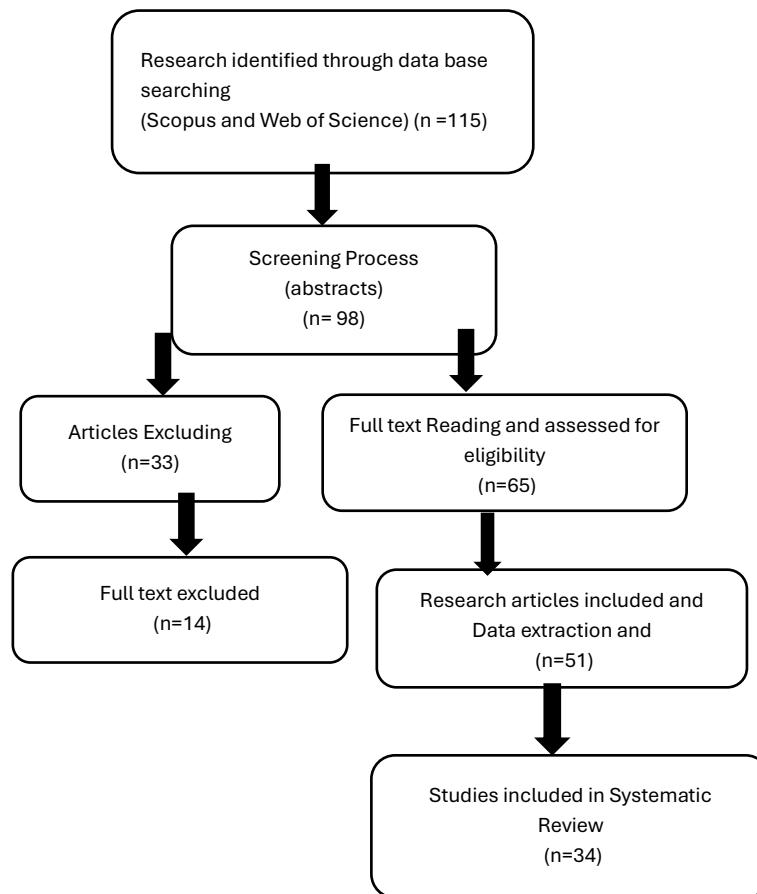 Research identified through data base
searching
(Scopus and Web of Science) (n =115)
Screening Process
(abstracts)
(n= 98)
Articles Excluding
(n=33)
Full text Reading and assessed for
eligibility
(n=65)
Full text excluded
(n=14)
Research articles included and
Data extraction and
(n=51)
Studies included in Systematic
Review
(n=34)